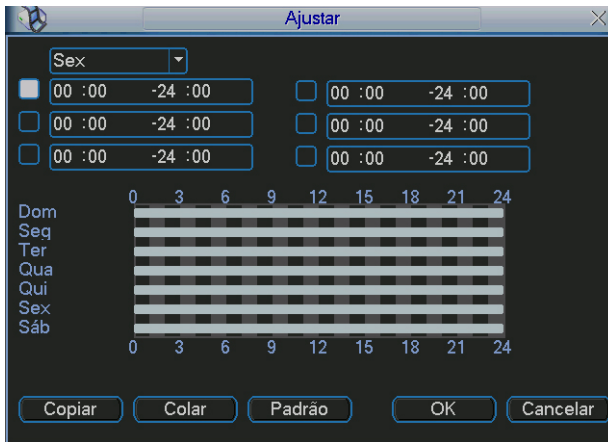 Ajustar
Sex
00 :00 -24 :00 00 :00 -24 :00
00 :00 -24 :00 00 :00 -24 :00
00 :00 -24 :00 00 :00 -24 :00
0 3 6 9 12 15 18 21 24
Dom
Seg
Ter
Qua
Qui
Sex
Sáb
0 3 6 9 12 15 18 21 24
Copiar Colar Padrão OK Cancelar